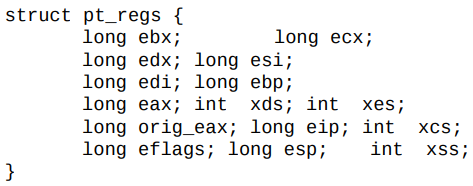 struct pt_regs {
long ebx; long ecx;
long edx; long esi;
long edi; long ebp;
long eax; int xds; int xes;
long orig_eax; long eip; int xcs;
long eflags; long esp; int xss;
}